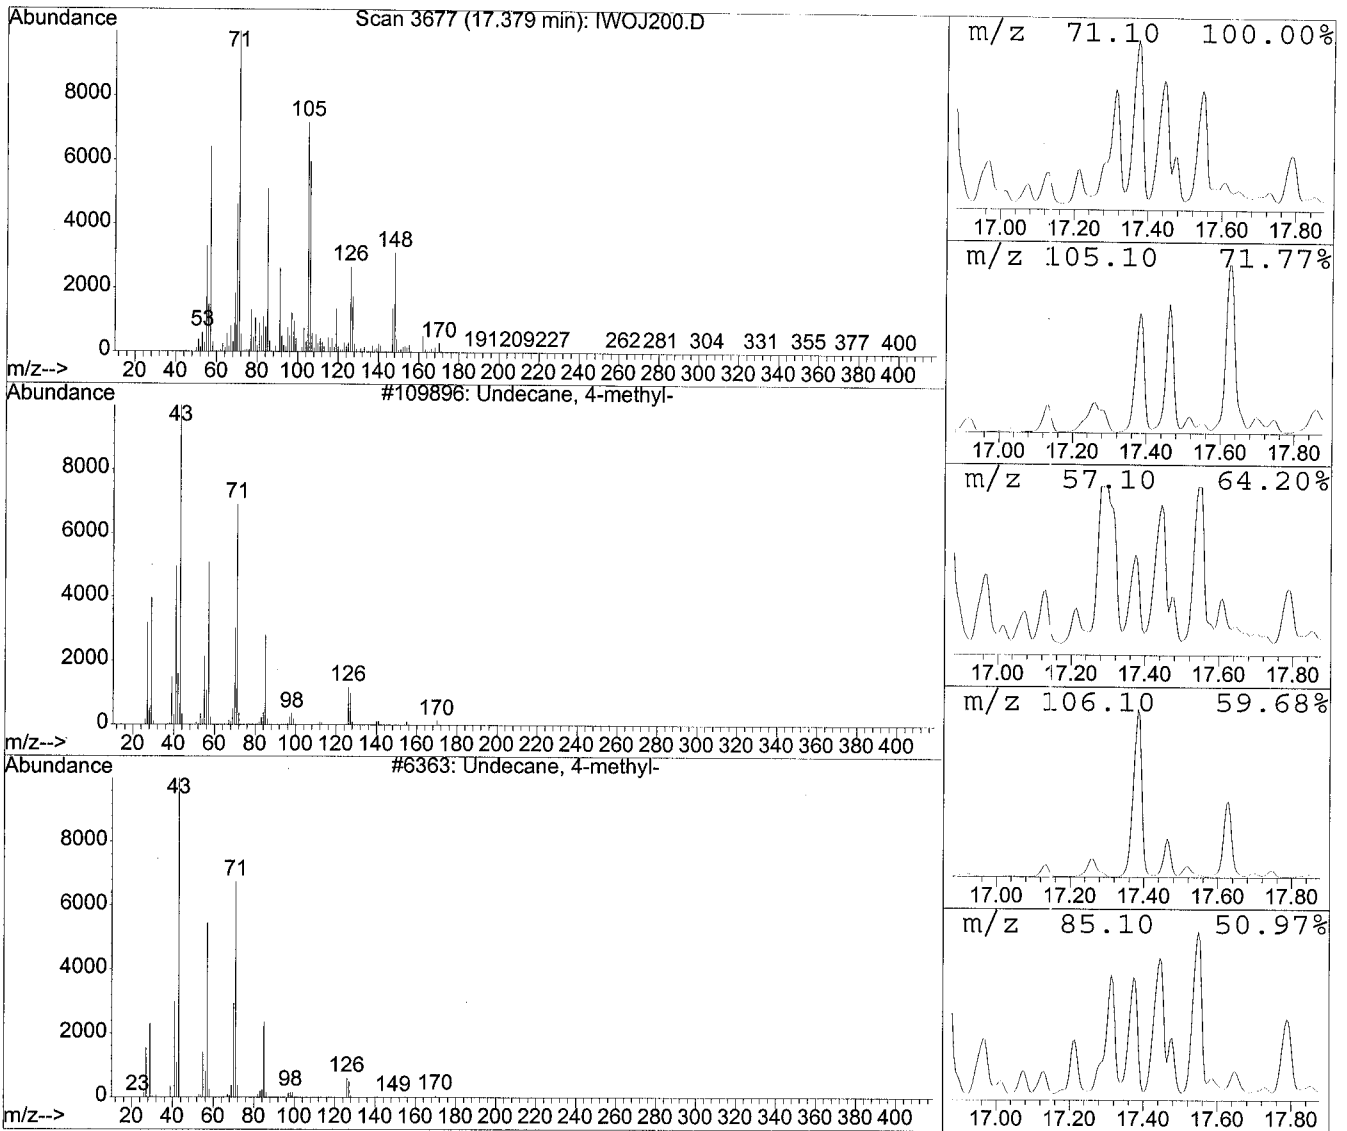 Abundance
Scan 3677 (17.379 min): IWOJ200.D
71
8000
105
6000
4000
126
148
2000
53
170
191 209 227
262 281
304
331
355
377
400
0
m/z-->
20 40 60 80 100 120 140 160 180 200 220 240 260 280 300 320 340 360 380 400
Abundance
#109896: Undecane, 4-methyl-
43
8000
71
6000
4000
2000
126
98
170
0
m/z-->
20 40 60 80 100 120 140 160 180 200 220 240 260 280 300 320 340 360 380 400
Abundance
#6363: Undecane, 4-methyl-
43
8000
71
6000
4000
2000
126
23
98
149 170
0
m/z-->
20 40 60 80 100 120 140 160 180 200 220 240 260 280 300 320 340 360 380 400
m/z 71.10 100.00%
17.00 17.20 17.40 17.60 17.80
m/z 105.10 71.77%
17.00 17.20 17.40 17.60 17.80
m/z 57.10 64.20%
17.00 17.20 17.40 17.60 17.80
m/z 106.10 59.68%
17.00 17.20 17.40 17.60 17.80
m/z 85.10 50.97%
17.00 17.20 17.40 17.60 17.80